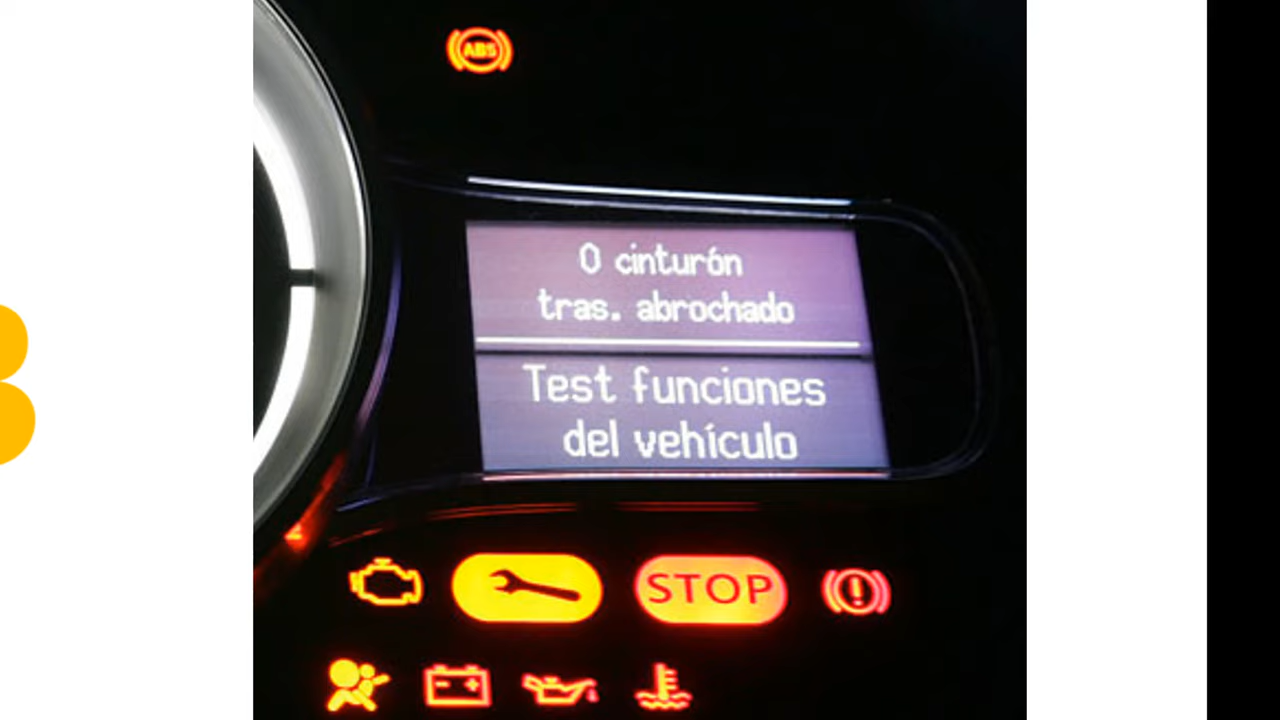 ABS
0 cinturón
tras. abrochado
Test funciones
del vehículo
STOP